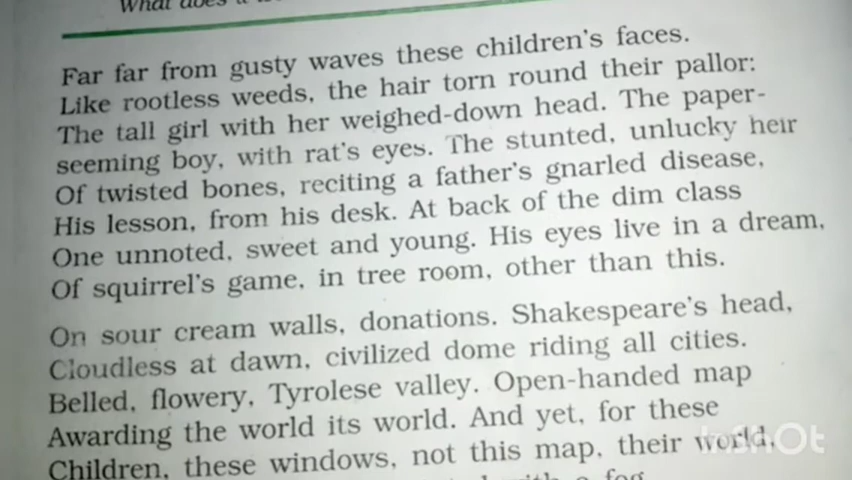 What does
Far far from gusty waves these children's faces.
Like rootless weeds, the hair torn round their pallor:
The tall girl with her weighed-down head. The paper-
seeming boy, with rat's eyes. The stunted, unlucky heir
Of twisted bones, reciting a father's gnarled disease,
His lesson, from his desk. At back of the dim class
One unnoted, sweet and young. His eyes live in a dream,
Of squirrel's game, in tree room, other than this.
On sour cream walls, donations. Shakespeare's head,
Cloudless at dawn, civilized dome riding all cities.
Belled, flowery, Tyrolese valley. Open-handed map
Awarding the world its world. And yet, for these
Children, these windows, not this map, their world,
with a fog
InShOt